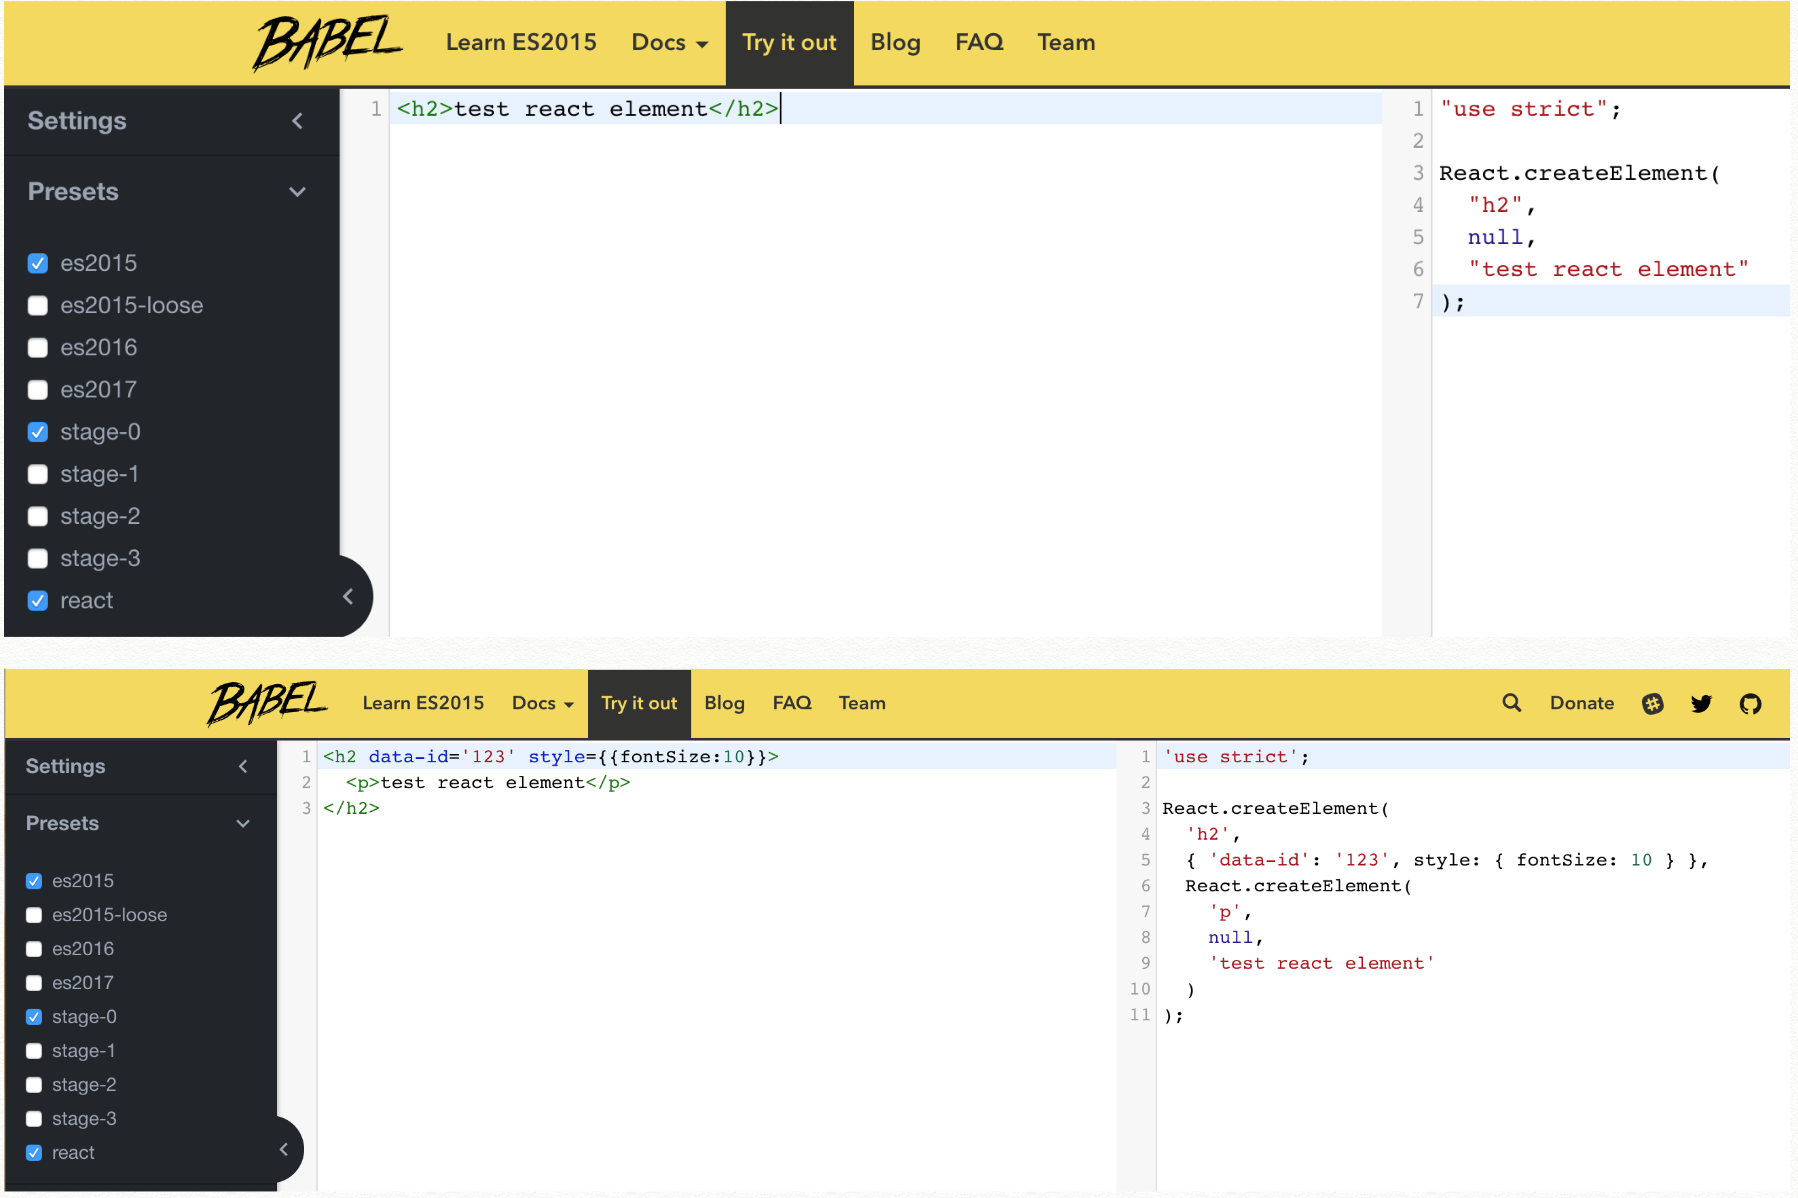 BABEL Learn ES2015 Docs Try it out Blog FAQ Team
Settings
Presets
es2015
es2015-loose
es2016
es2017
stage-0
stage-1
stage-2
stage-3
react
1 <h2>test react element</h2>
1 "use strict";
2
3 React.createElement(
4   "h2",
5   null,
6   "test react element"
7 );
BABEL Learn ES2015 Docs Try it out Blog FAQ Team Donate
Settings
Presets
es2015
es2015-loose
es2016
es2017
stage-0
stage-1
stage-2
stage-3
react
1 <h2 data-id='123' style={{fontSize:10}}>
2   <p>test react element</p>
3 </h2>
1 'use strict';
2
3 React.createElement(
4   'h2',
5   { 'data-id': '123', style: { fontSize: 10 } },
6   React.createElement(
7     'p',
8     null,
9     'test react element'
10   )
11 );